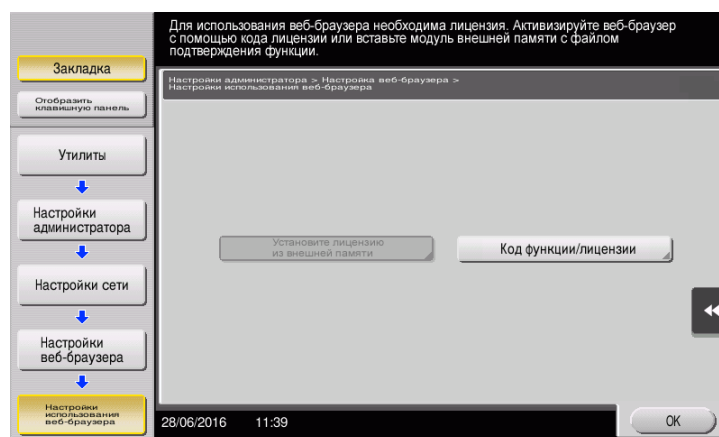 Для использования веб-браузера необходима лицензия. Активизируйте веб-браузер
с помощью кода лицензии или вставьте модуль внешней памяти с файлом
подтверждения функции.
Закладка
Отобразить
клавишную панель
Утилиты
Настройки
администратора
Настройки сети
Настройки
веб-браузера
Настройки
использования
веб-браузера
Настройки администратора > Настройка веб-браузера >
Настройки использования веб-браузера
Установите лицензию
из внешней памяти
Код функции/лицензии
28/06/2016 11:39
OK